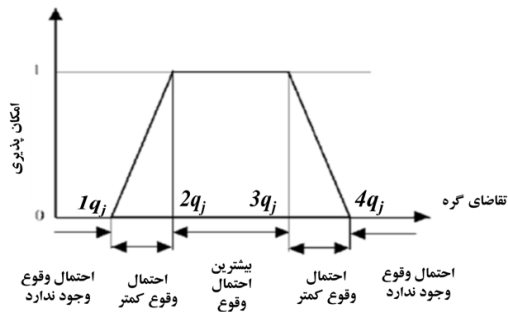 امکان پذیری
1
0
1qj
2qj
3qj
4qj
تقاضای گره
احتمال وقوع
وجود ندارد
احتمال
وقوع کمتر
بیشترین
احتمال
وقوع
احتمال
وقوع کمتر
احتمال وقوع
وجود ندارد